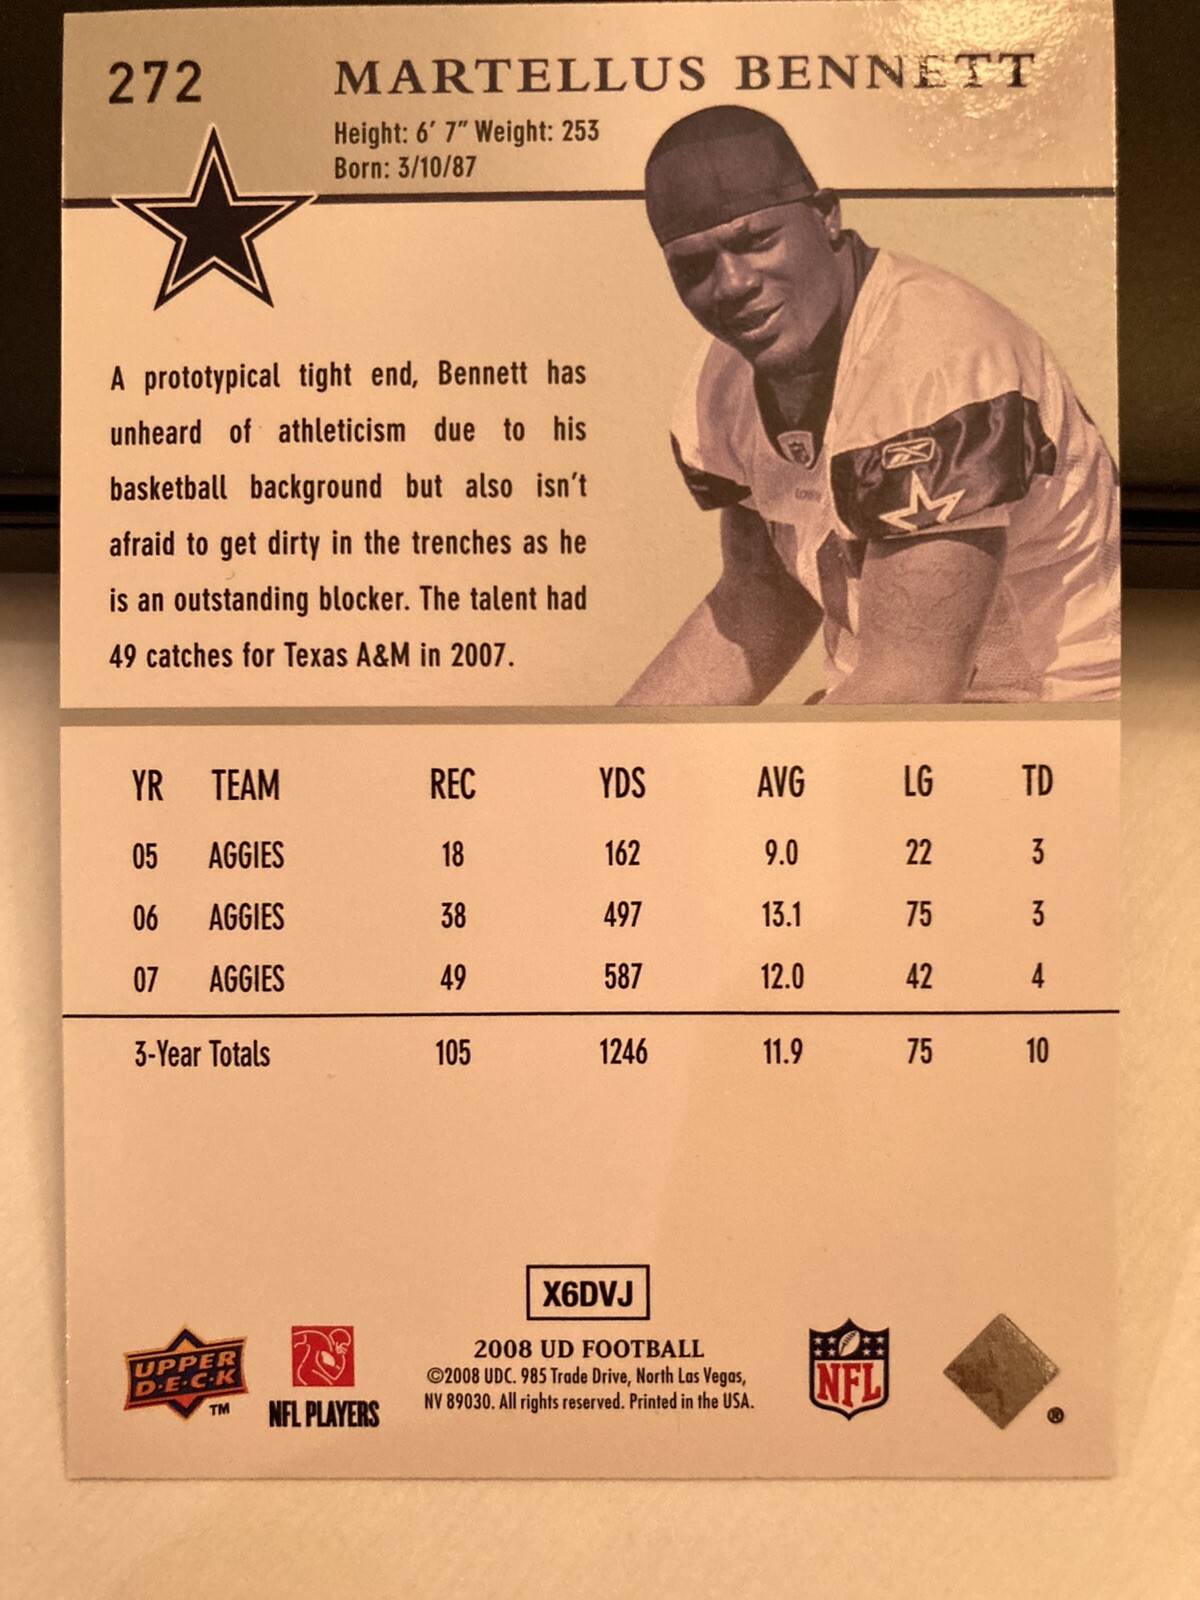 272
MARTELLUS BENNETT
Height: 6′ 7″ Weight: 253
Born: 3/10/87
A prototypical tight end, Bennett has
unheard of athleticism due to his
basketball background but also isn't
afraid to get dirty in the trenches as he
is an outstanding blocker. The talent had
49 catches for Texas A&M in 2007.
YR TEAM REC YDS AVG LG TD
05 AGGIES 18 162 9.0 22 3
06 AGGIES 38 497 13.1 75 3
07 AGGIES 49 587 12.0 42 4
3-Year Totals 105 1246 11.9 75 10
X6DVJ
2008 UD FOOTBALL
©2008 UDC. 985 Trade Drive, North Las Vegas,
NV 89030. All rights reserved. Printed in the USA.
UPPER
D·E·C·K
TM
NFL PLAYERS
NFL
®